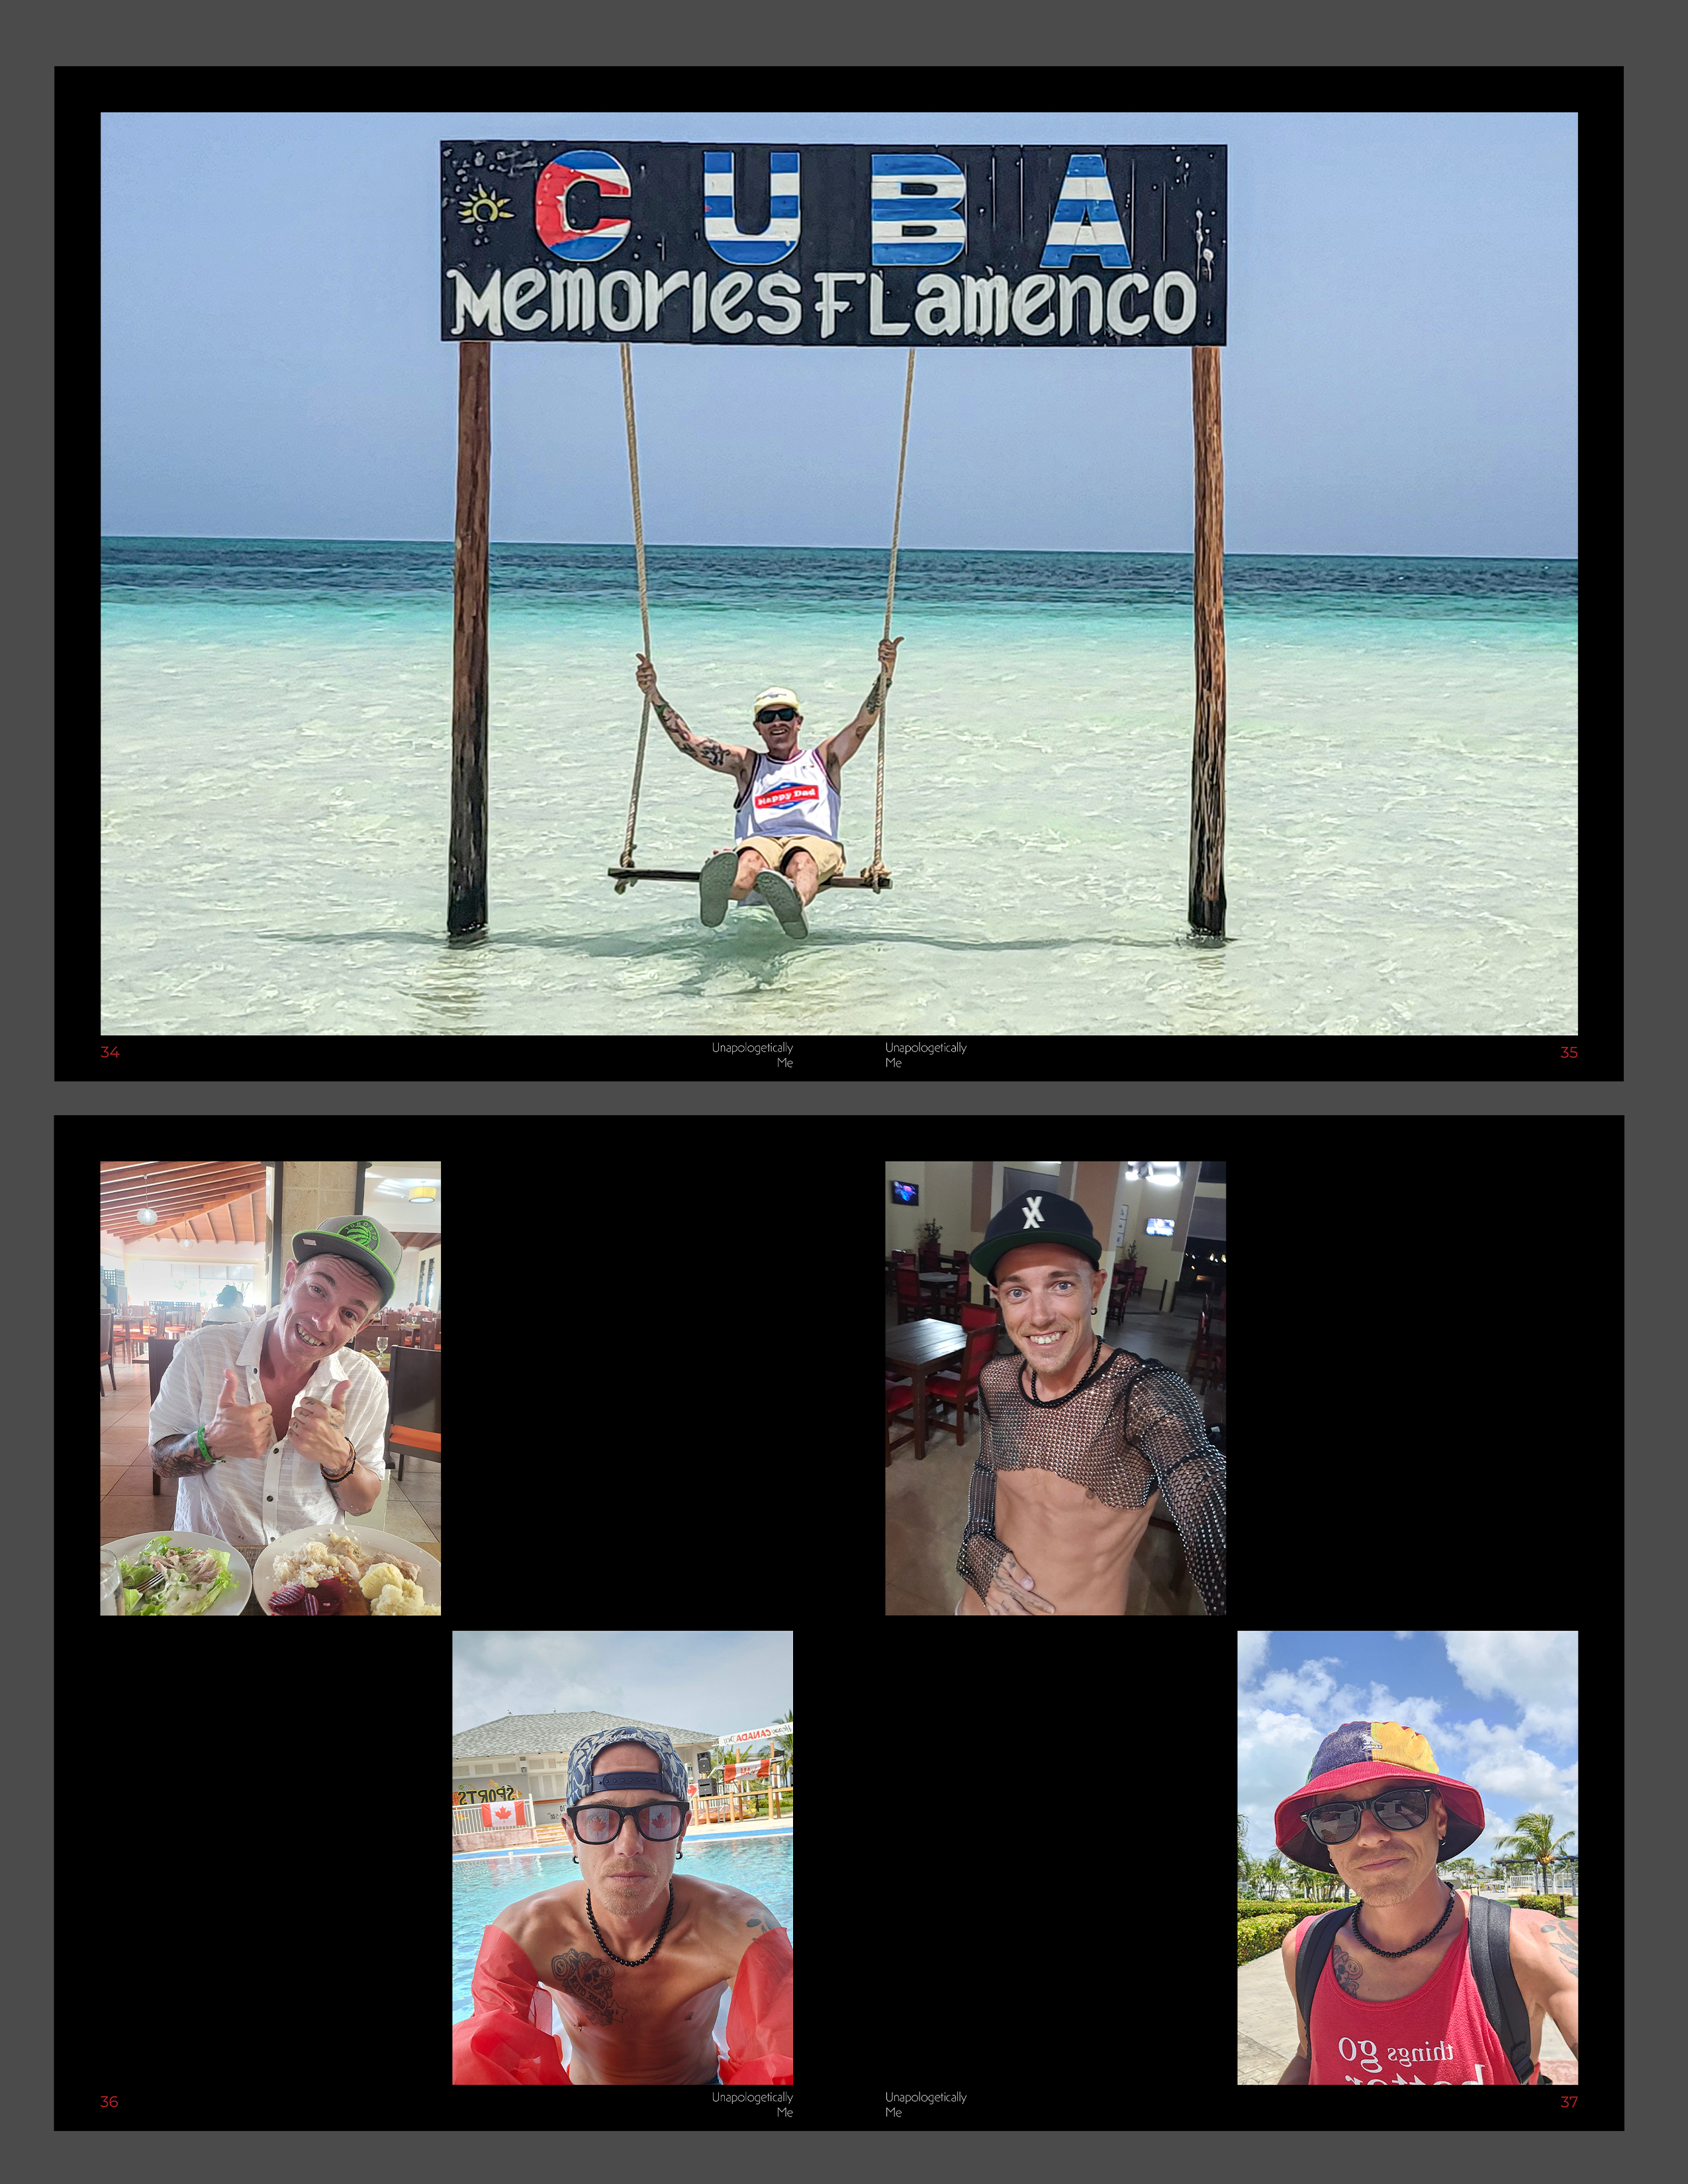 CUBA
Memories FLamenco
Happy Dad
34
Unapologetically
Me
Unapologetically
Me
35
SPORTS
CANADA
things go
36
Unapologetically
Me
Unapologetically
Me
37